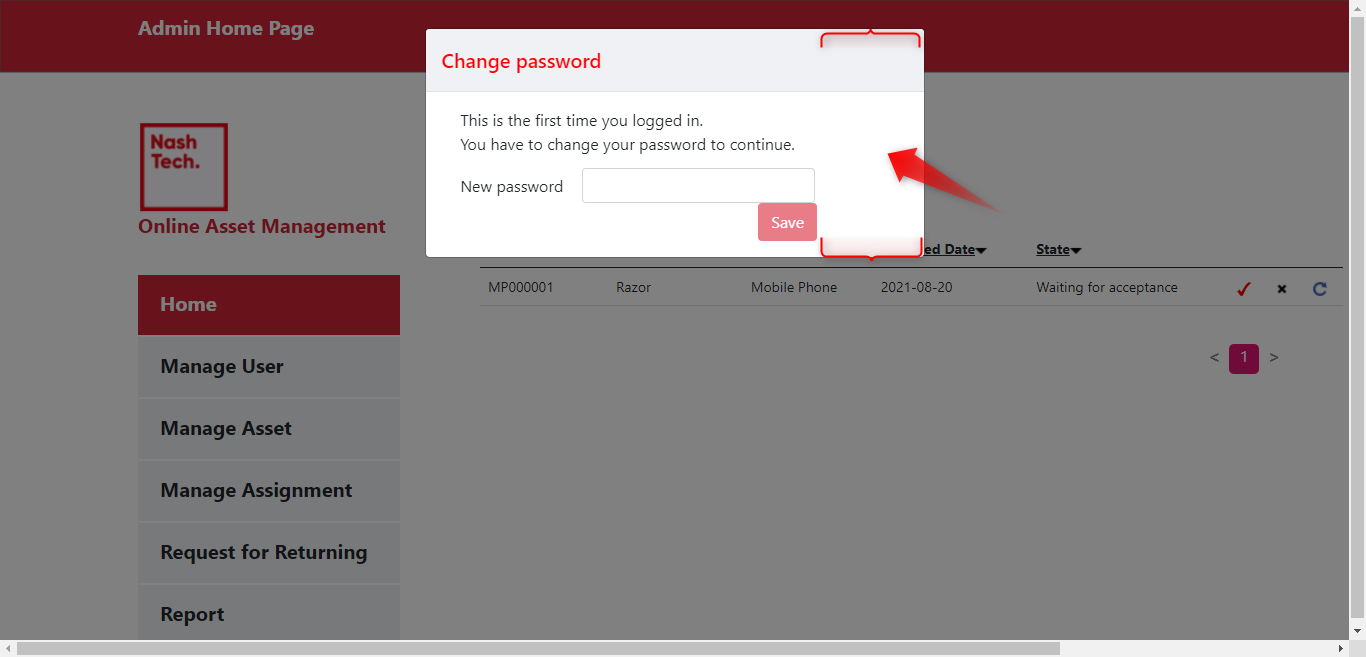 Admin Home Page
Change password
This is the first time you logged in.
You have to change your password to continue.
New password
Save
Nash
Tech.
Online Asset Management
Home
Manage User
Manage Asset
Manage Assignment
Request for Returning
Report
ed Date State
MP000001 Razor Mobile Phone 2021-08-20 Waiting for acceptance
< 1 >